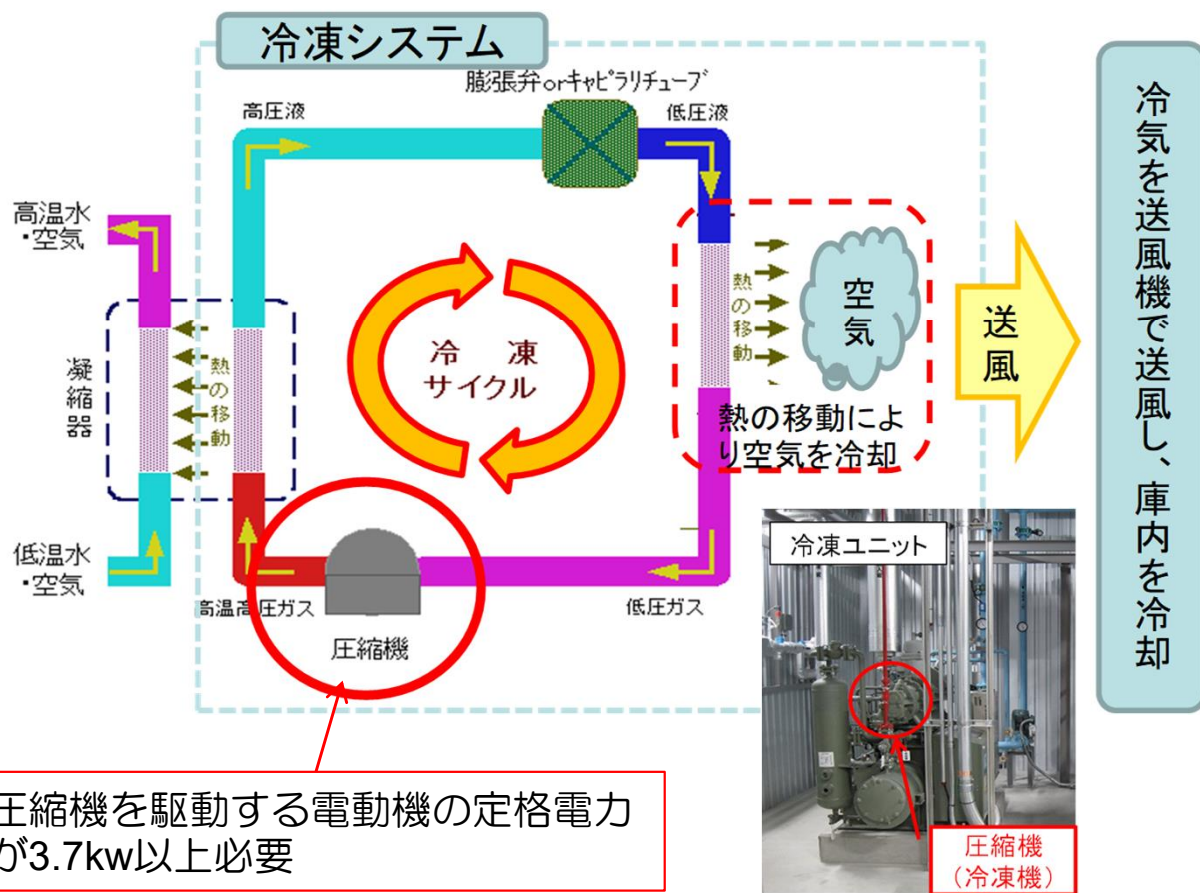 冷凍システム
膨張弁orｷｬﾋﾟﾗﾘﾁｭｰﾌﾞ
高圧液
低圧液
高温水
・空気
凝縮器
熱の移動
冷　凍
サイクル
熱の移動
空気
熱の移動によ
り空気を冷却
送風
冷気を送風機で送風し、庫内を冷却
低温水
・空気
高温高圧ガス
圧縮機
低圧ガス
冷凍ユニット
圧縮機
（冷凍機）
圧縮機を駆動する電動機の定格電力
が3.7kw以上必要